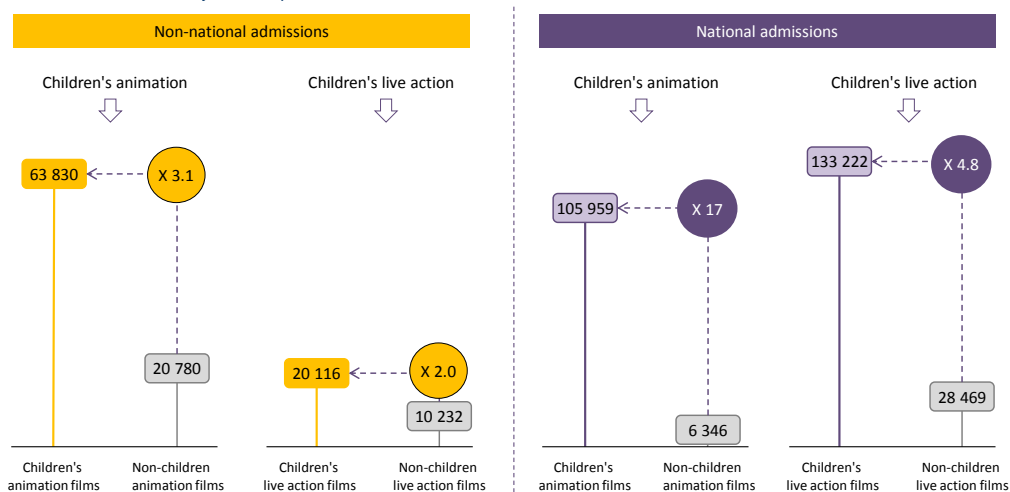 Non-national admissions
Children's animation
Children's live action
63 830
X 3.1
20 780
20 116
X 2.0
10 232
Children's
animation films
Non-children
animation films
Children's
live action films
Non-children
live action films
National admissions
Children's animation
Children's live action
105 959
X 17
6 346
133 222
X 4.8
28 469
Children's
animation films
Non-children
animation films
Children's
live action films
Non-children
live action films